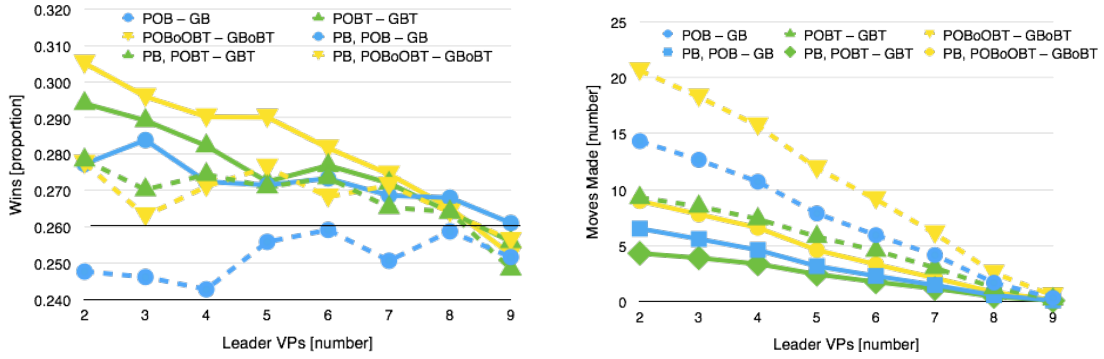 POB – GB
POBT – GBT
POBoOBT – GBoBT
PB, POB – GB
PB, POBT – GBT
PB, POBoOBT – GBoBT
0.320
0.310
0.300
0.290
0.280
0.270
0.260
0.250
0.240
Wins [proportion]
2 3 4 5 6 7 8 9
Leader VPs [number]
POB – GB
POBT – GBT
POBoOBT – GBoBT
PB, POB – GB
PB, POBT – GBT
PB, POBoOBT – GBoBT
25
20
15
10
5
0
Moves Made [number]
2 3 4 5 6 7 8 9
Leader VPs [number]